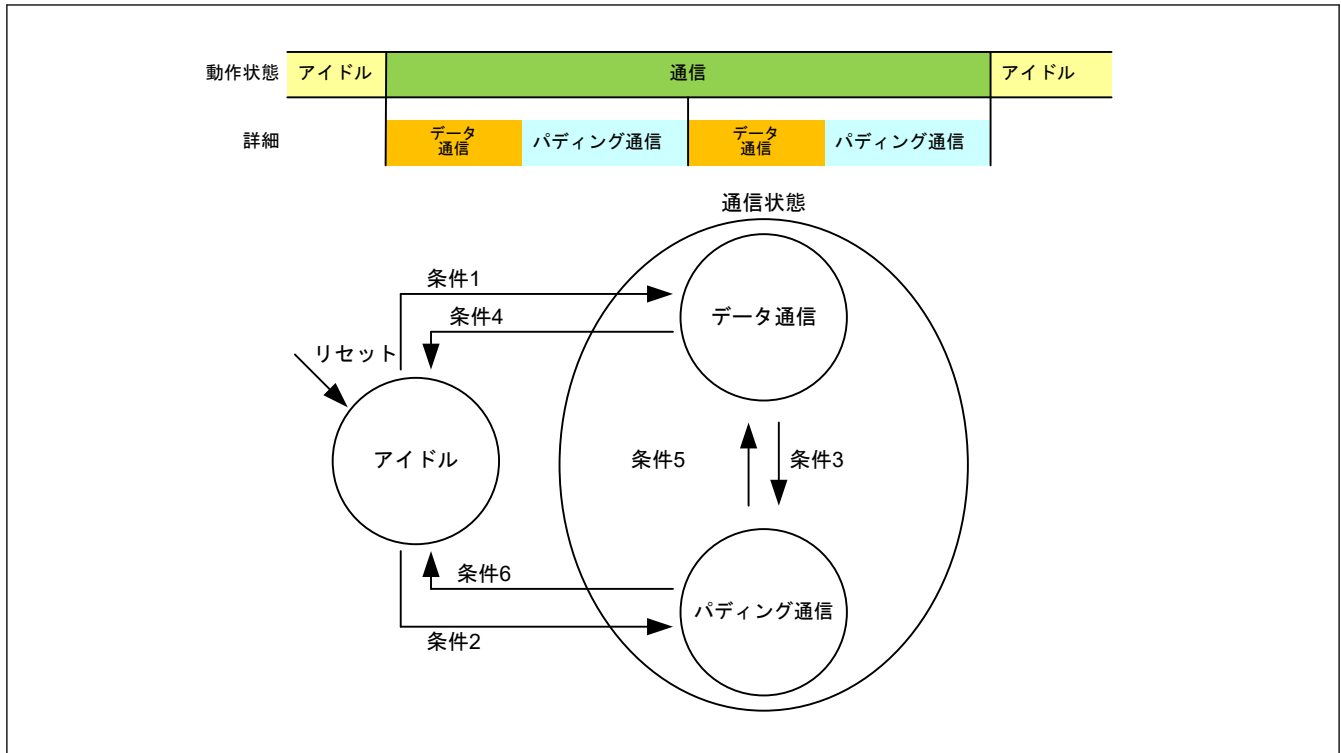 動作状態 アイドル 通信 アイドル
詳細 データ通信 パディング通信 データ通信 パディング通信
通信状態
条件1
データ通信
条件4
リセット
アイドル
条件5 条件3
条件6
パディング通信
条件2